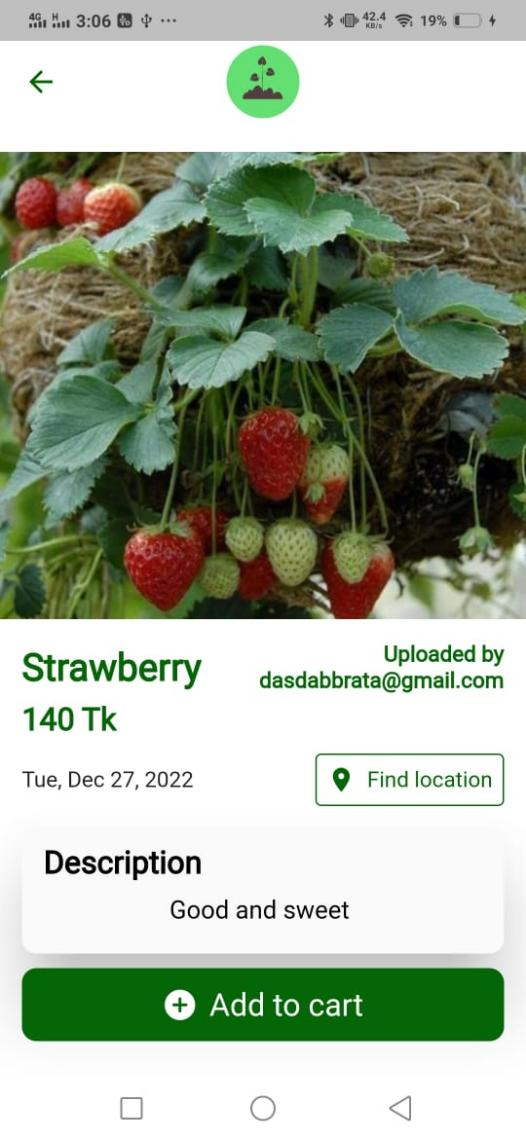 4G H 3:06 42.4 KB/s 19%
Strawberry
Uploaded by
dasdabbrata@gmail.com
140 Tk
Tue, Dec 27, 2022
Find location
Description
Good and sweet
Add to cart